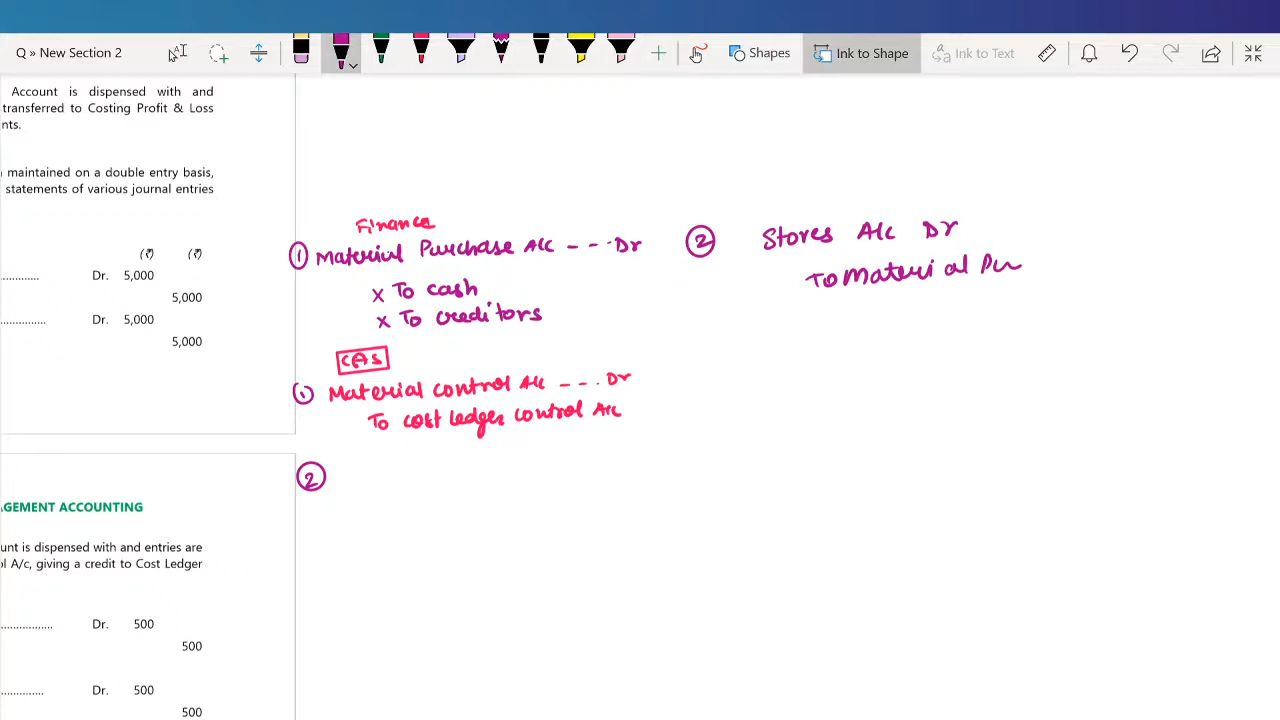 Q » New Section 2
Shapes
Ink to Shape
Ink to Text
Account is dispensed with and
transferred to Costing Profit & Loss
nts.
maintained on a double entry basis,
statements of various journal entries
(₹) (₹)
.............. Dr. 5,000
5,000
................ Dr. 5,000
5,000
AGEMENT ACCOUNTING
unt is dispensed with and entries are
ol A/c, giving a credit to Cost Ledger
.................. Dr. 500
500
............... Dr. 500
500
Finance
① Material Purchase A/c - - - Dr
x To cash
x To creditors
CAS
① Material control A/c - - - Dr
To cost ledger control A/c
②
② Stores A/c Dr
To Material Pur